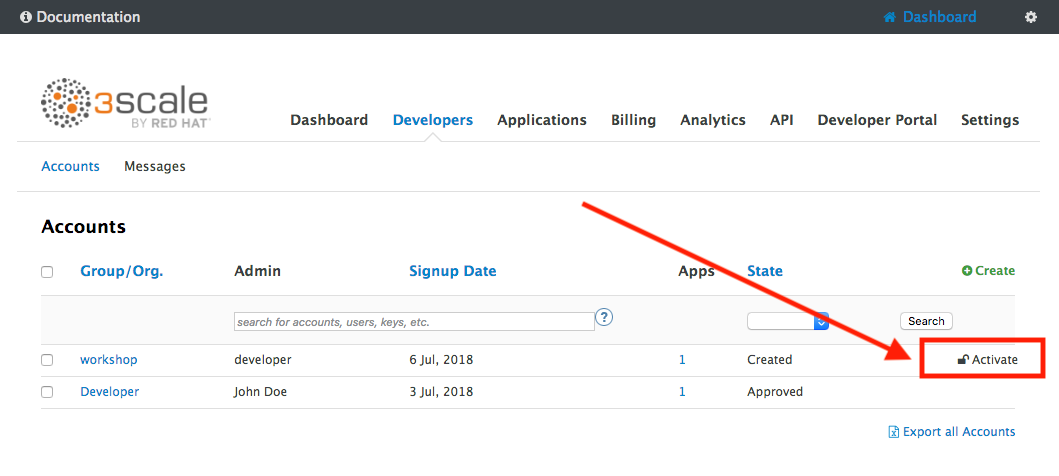 Documentation
Dashboard
3scale
BY RED HAT
Dashboard Developers Applications Billing Analytics API Developer Portal Settings
Accounts Messages
Accounts
Group/Org. Admin Signup Date Apps State Create
search for accounts, users, keys, etc. ? Search
workshop developer 6 Jul, 2018 1 Created Activate
Developer John Doe 3 Jul, 2018 1 Approved
Export all Accounts